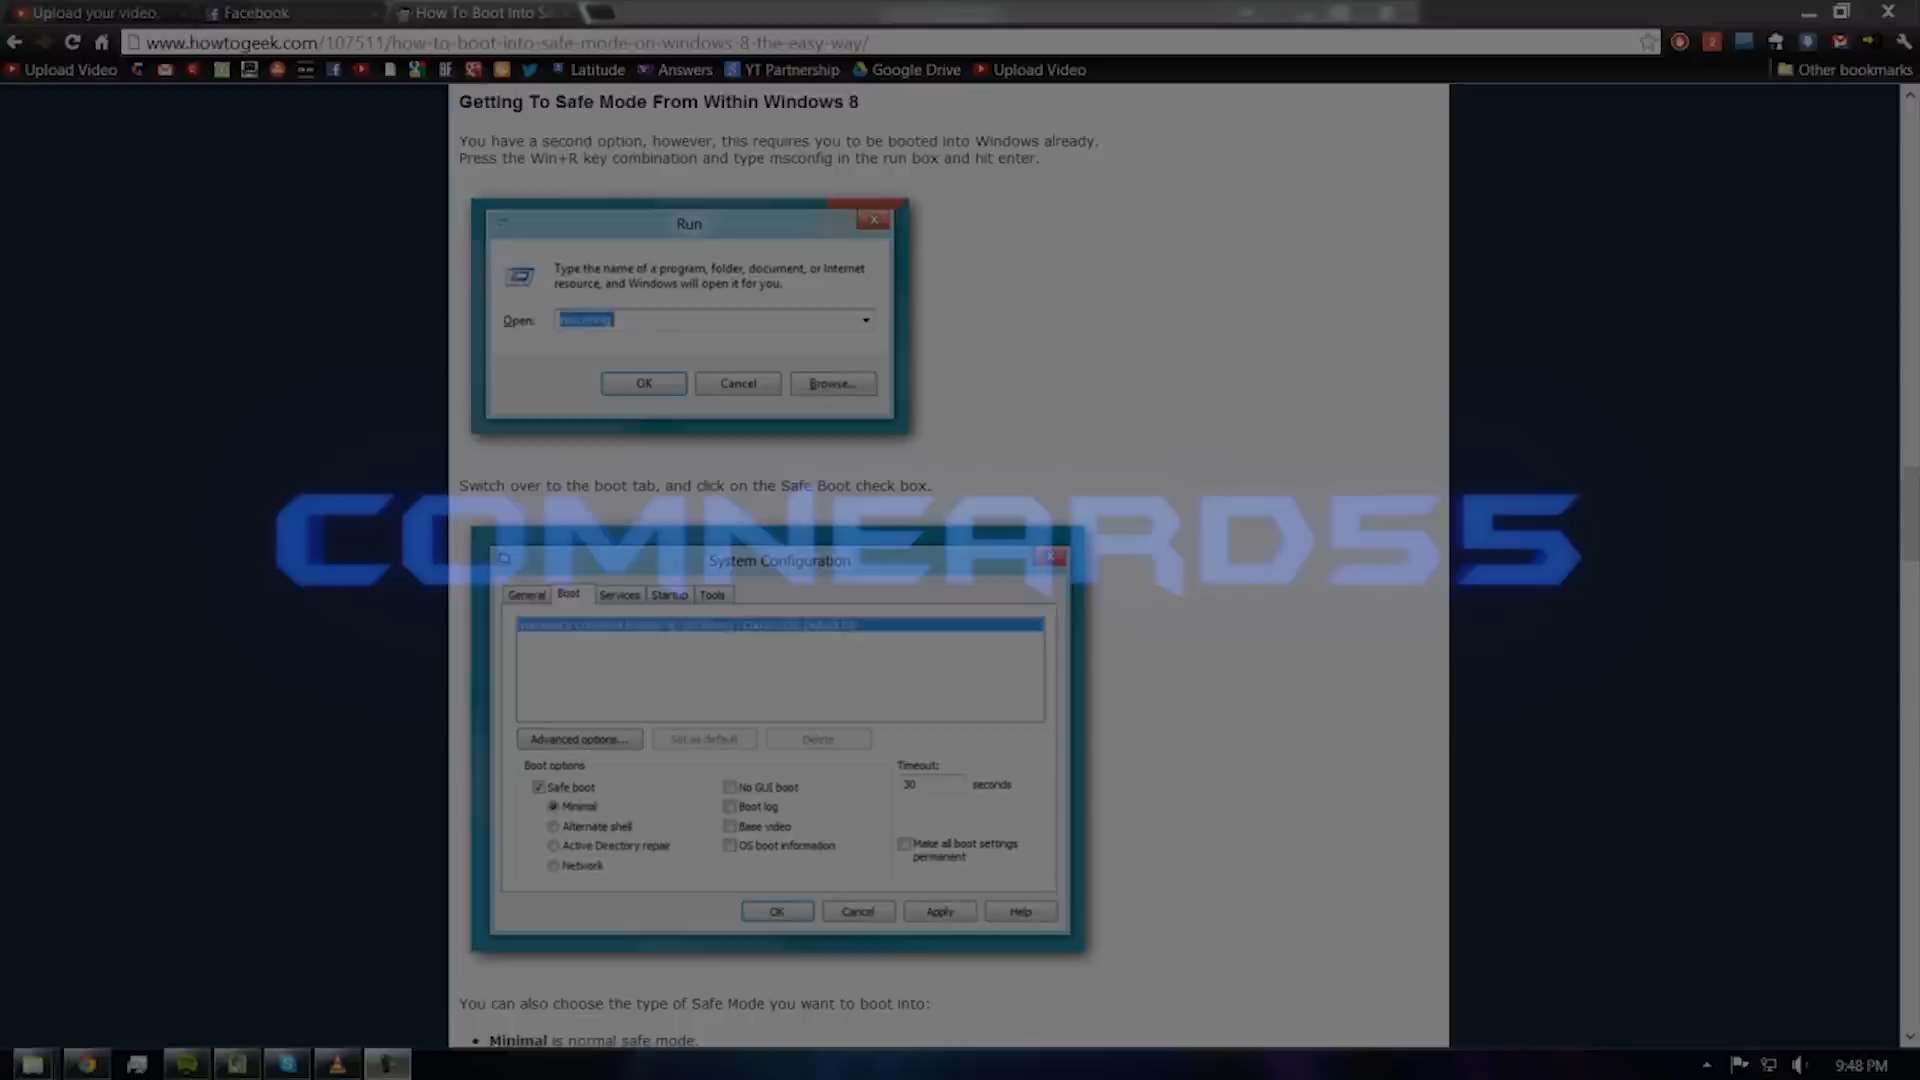 Upload your video.
Facebook
How To Boot Into S
www.howtogeek.com/107511/how-to-boot-into-safe-mode-on-windows-8-the-easy-way/
Upload Video
Latitude
Answers
YT Partnership
Google Drive
Upload Video
Other bookmarks
Getting To Safe Mode From Within Windows 8
You have a second option, however, this requires you to be booted into Windows already.
Press the Win+R key combination and type msconfig in the run box and hit enter.
Run
Type the name of a program, folder, document, or Internet
resource, and Windows will open it for you.
Open: msconfig
OK Cancel Browse...
Switch over to the boot tab, and click on the Safe Boot check box.
COMNEARD55
System Configuration
General Boot Services Startup Tools
Advanced options... Set as default Delete
Boot options
Timeout:
Safe boot
No GUI boot
30 seconds
Minimal
Boot log
Alternate shell
Base video
Active Directory repair
OS boot information
Make all boot settings
permanent
Network
OK Cancel Apply Help
You can also choose the type of Safe Mode you want to boot into:
• Minimal is normal safe mode.
9:48 PM